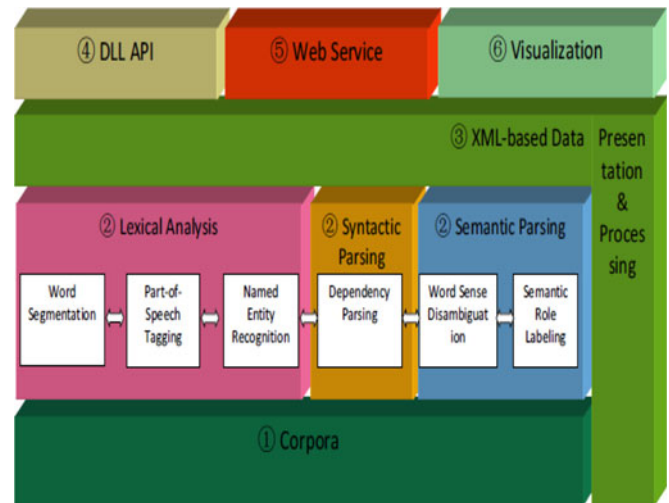 ④ DLL API
⑤ Web Service
⑥ Visualization
③ XML-based Data
Presen
tation
&
Proces
sing
② Lexical Analysis
② Syntactic
Parsing
② Semantic Parsing
Word
Segmentation
Part-of-
Speech
Tagging
Named
Entity
Recognition
Dependency
Parsing
Word Sense
Disambiguat
ion
Semantic
Role
Labeling
① Corpora